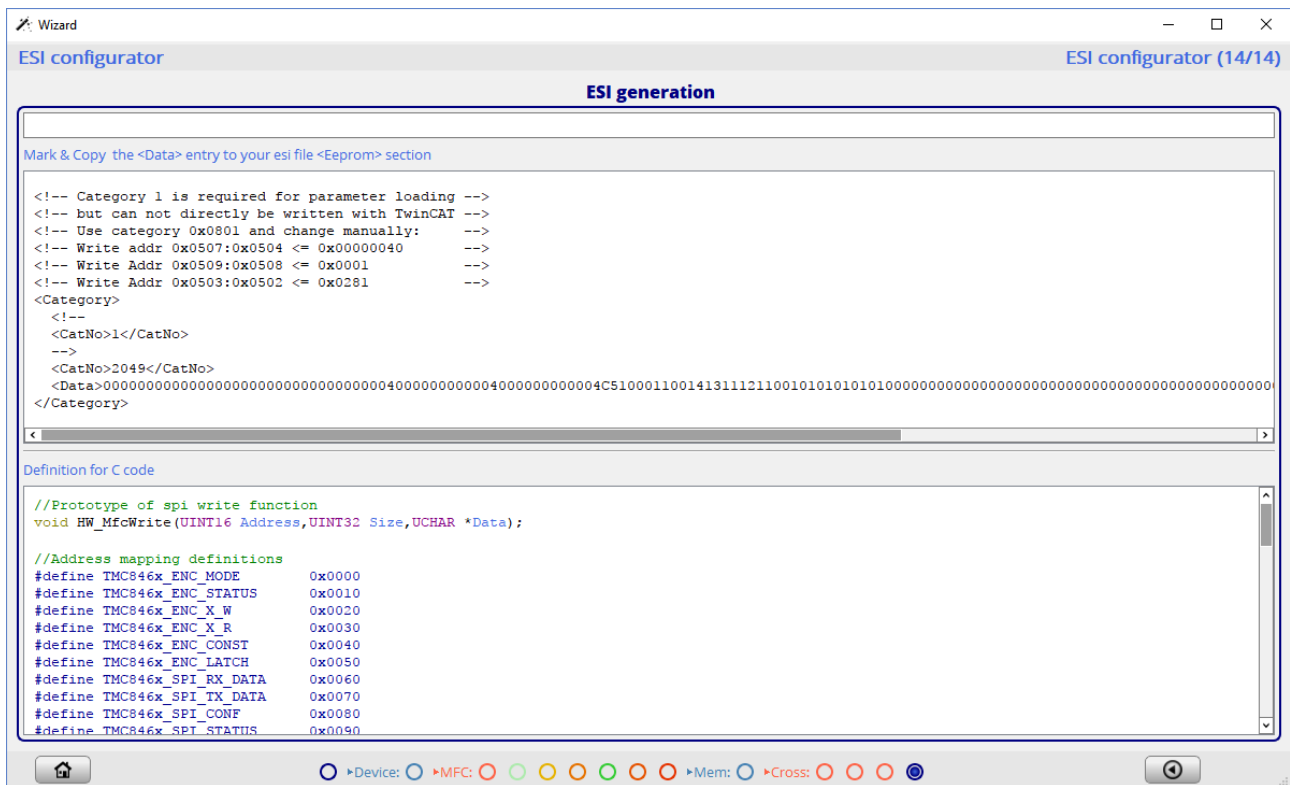 Wizard
ESI configurator
ESI configurator (14/14)
ESI generation
Mark & Copy the <Data> entry to your esi file <Eeprom> section
<!-- Category 1 is required for parameter loading -->
<!-- but can not directly be written with TwinCAT -->
<!-- Use category 0x0801 and change manually: -->
<!-- Write addr 0x0507:0x0504 <= 0x00000040 -->
<!-- Write Addr 0x0509:0x0508 <= 0x0001 -->
<!-- Write Addr 0x0503:0x0502 <= 0x0281 -->
<Category>
<!--
<CatNo>1</CatNo>
-->
<CatNo>2049</CatNo>
<Data>
</Category>
Definition for C code
//Prototype of spi write function
void HW_MfcWrite(UINT16 Address,UINT32 Size,UCHAR *Data);
//Address mapping definitions
#define TMC846x_ENC_MODE 0x0000
#define TMC846x_ENC_STATUS 0x0010
#define TMC846x_ENC_X_W 0x0020
#define TMC846x_ENC_X_R 0x0030
#define TMC846x_ENC_CONST 0x0040
#define TMC846x_ENC_LATCH 0x0050
#define TMC846x_SPI_RX_DATA 0x0060
#define TMC846x_SPI_TX_DATA 0x0070
#define TMC846x_SPI_CONF 0x0080
#define TMC846x_SPI_STATUS 0x0090
Device: MFC: Mem: Cross: